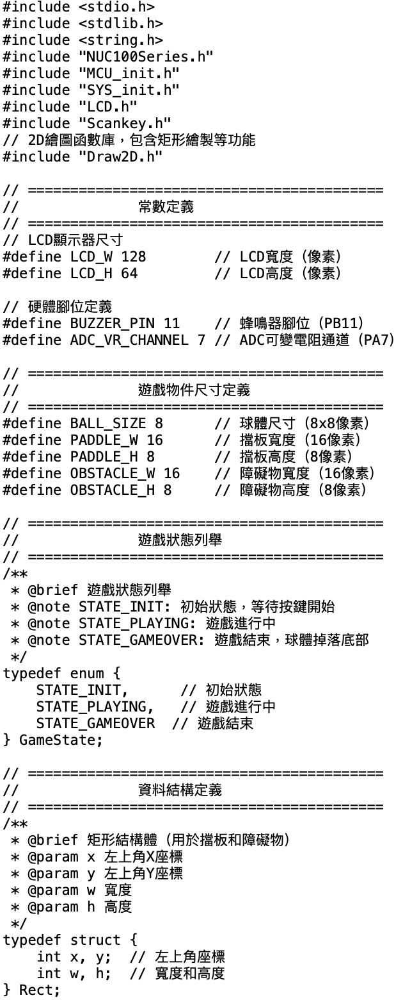 #include <stdio.h>
#include <stdlib.h>
#include <string.h>
#include "NUC100Series.h"
#include "MCU_init.h"
#include "SYS_init.h"
#include "LCD.h"
#include "Scankey.h"
// 2D繪圖函數庫，包含矩形繪製等功能
#include "Draw2D.h"

// ==========================================
//              常數定義
// ==========================================
// LCD顯示器尺寸
#define LCD_W 128        // LCD寬度 (像素)
#define LCD_H 64         // LCD高度 (像素)

// 硬體腳位定義
#define BUZZER_PIN 11    // 蜂鳴器腳位 (PB11)
#define ADC_VR_CHANNEL 7 // ADC可變電阻通道 (PA7)

// ==========================================
//              遊戲物件尺寸定義
// ==========================================
#define BALL_SIZE 8      // 球體尺寸 (8x8像素)
#define PADDLE_W 16      // 擋板寬度 (16像素)
#define PADDLE_H 8       // 擋板高度 (8像素)
#define OBSTACLE_W 16    // 障礙物寬度 (16像素)
#define OBSTACLE_H 8     // 障礙物高度 (8像素)

// ==========================================
//              遊戲狀態列舉
// ==========================================
/**
 * @brief 遊戲狀態列舉
 * @note STATE_INIT: 初始狀態，等待按鍵開始
 * @note STATE_PLAYING: 遊戲進行中
 * @note STATE_GAMEOVER: 遊戲結束，球體掉落底部
 */
typedef enum {
    STATE_INIT,      // 初始狀態
    STATE_PLAYING,   // 遊戲進行中
    STATE_GAMEOVER  // 遊戲結束
} GameState;

// ==========================================
//              資料結構定義
// ==========================================
/**
 * @brief 矩形結構體 (用於擋板和障礙物)
 * @param x 左上角X座標
 * @param y 左上角Y座標
 * @param w 寬度
 * @param h 高度
 */
typedef struct {
    int x, y;  // 左上角座標
    int w, h;  // 寬度和高度
} Rect;